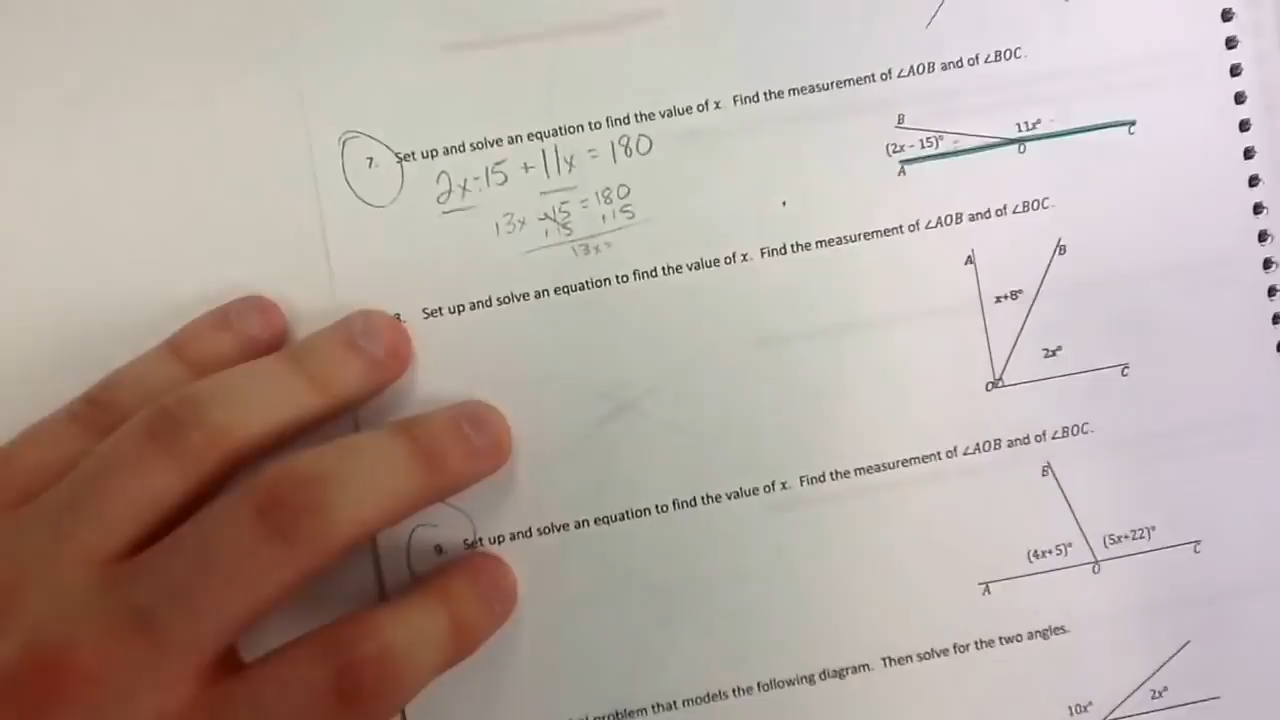 7. Set up and solve an equation to find the value of x. Find the measurement of ∠AOB and of ∠BOC.
2x-15 + 11x = 180
13x -15 = 180
+15 +15
13x =
B
(2x – 15)°
11x°
A
O
C
8. Set up and solve an equation to find the value of x. Find the measurement of ∠AOB and of ∠BOC.
A
B
x+8°
2x°
O
C
9. Set up and solve an equation to find the value of x. Find the measurement of ∠AOB and of ∠BOC.
B
(4x+5)°
(5x+22)°
A
O
C
problem that models the following diagram. Then solve for the two angles.
10x°
2x°